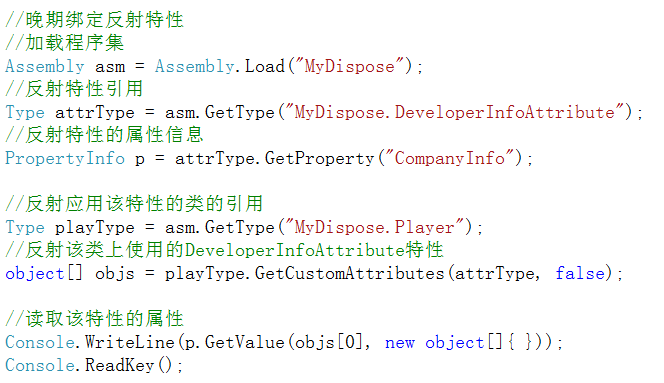 //晚期绑定反射特性
//加载程序集
Assembly asm = Assembly.Load("MyDispose");
//反射特性引用
Type attrType = asm.GetType("MyDispose.DeveloperInfoAttribute");
//反射特性的属性信息
PropertyInfo p = attrType.GetProperty("CompanyInfo");
//反射应用该特性的类的引用
Type playType = asm.GetType("MyDispose.Player");
//反射该类上使用的DeveloperInfoAttribute特性
object[] objs = playType.GetCustomAttributes(attrType, false);
//读取该特性的属性
Console.WriteLine(p.GetValue(objs[0], new object[]{ }));
Console.ReadKey();